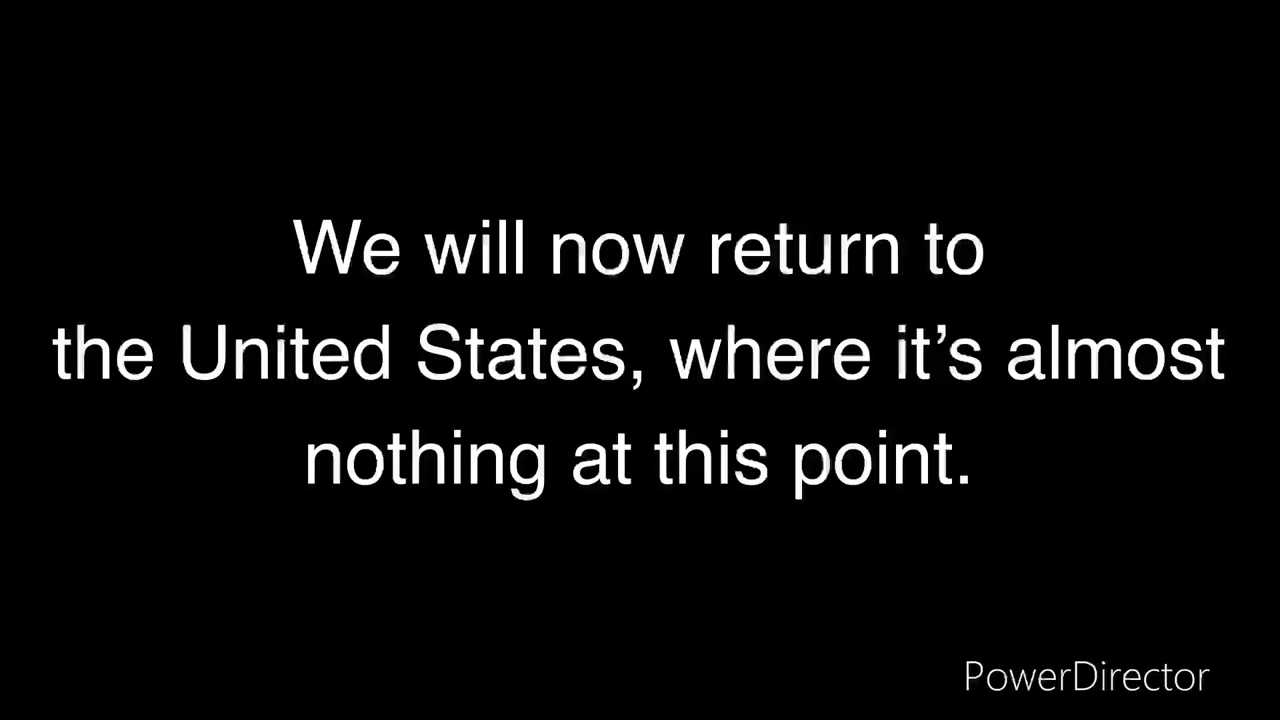 We will now return to
the United States, where it’s almost
nothing at this point.
PowerDirector